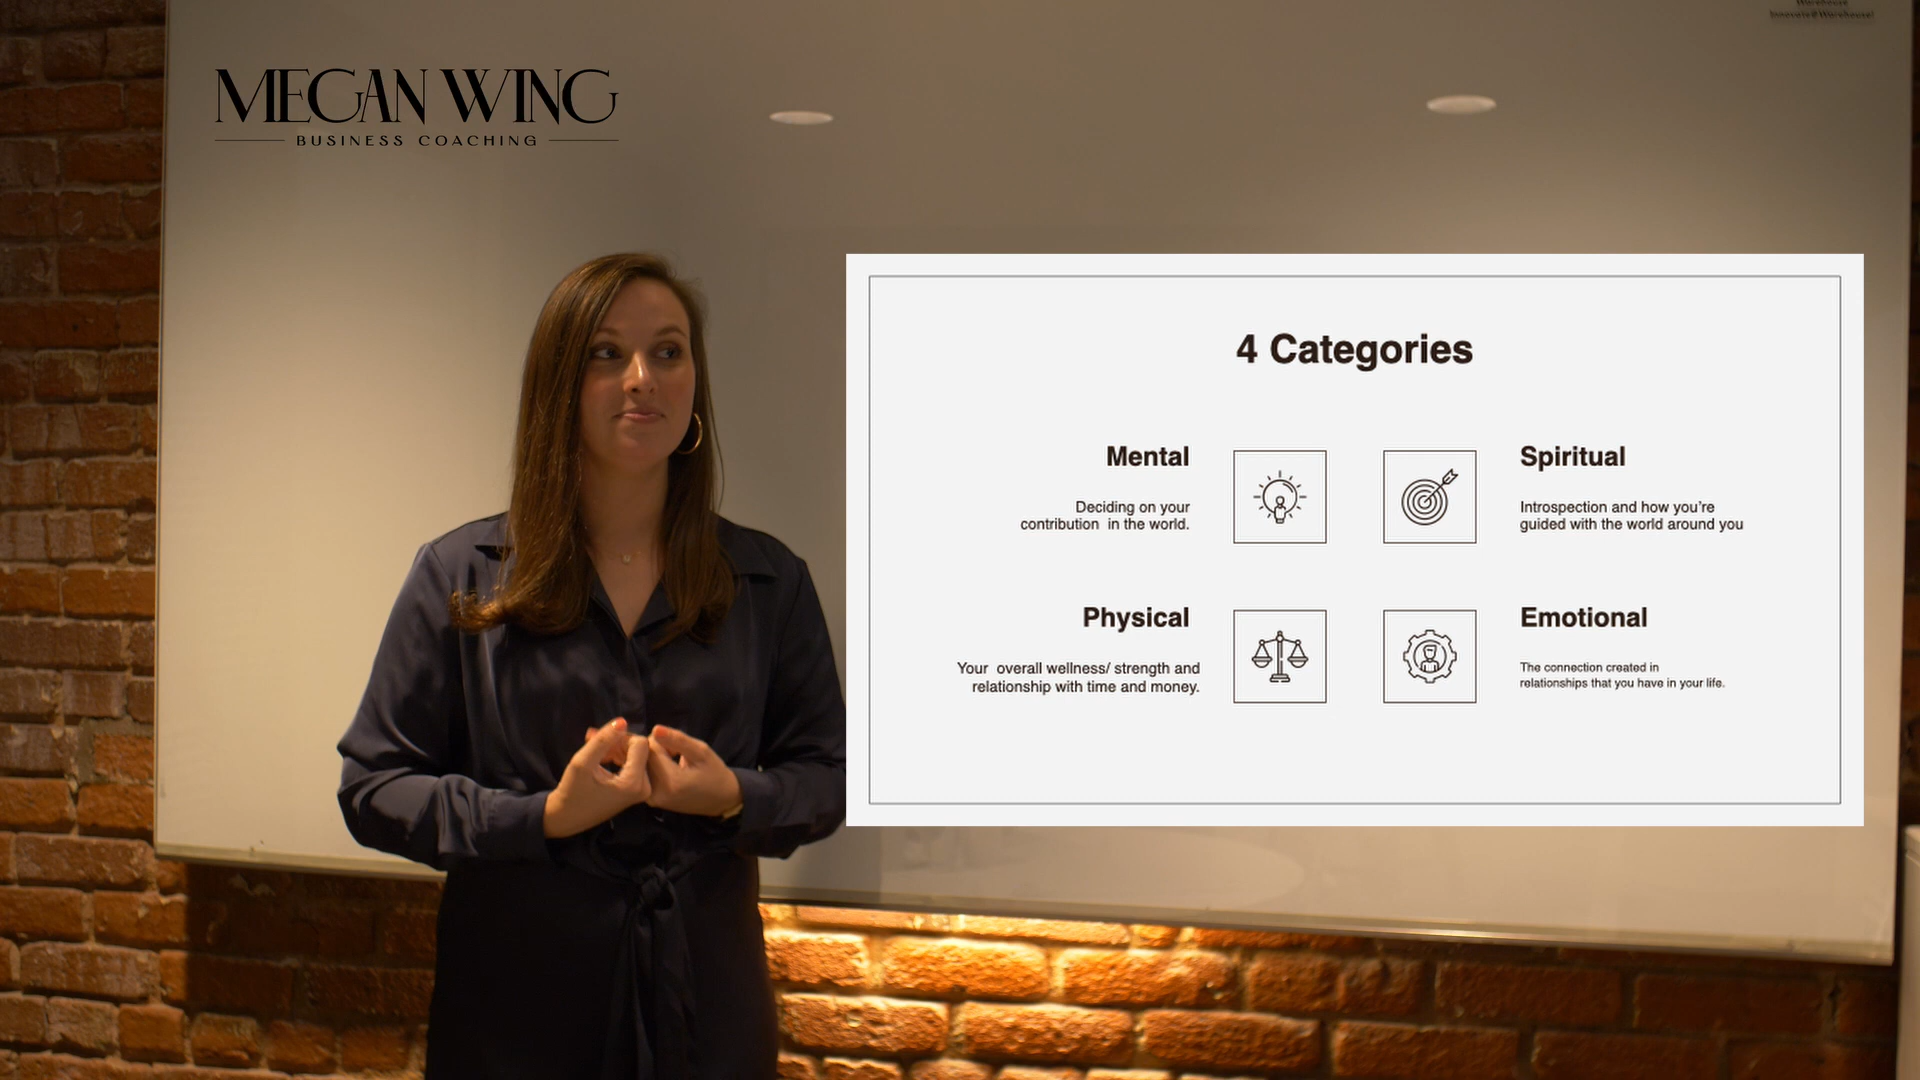 Warehouse
MEGAN WING
BUSINESS COACHING
4 Categories
Mental
Deciding on your
contribution in the world.
Spiritual
Introspection and how you're
guided with the world around you
Physical
Your overall wellness/ strength and
relationship with time and money.
Emotional
The connection created in
relationships that you have in your life.